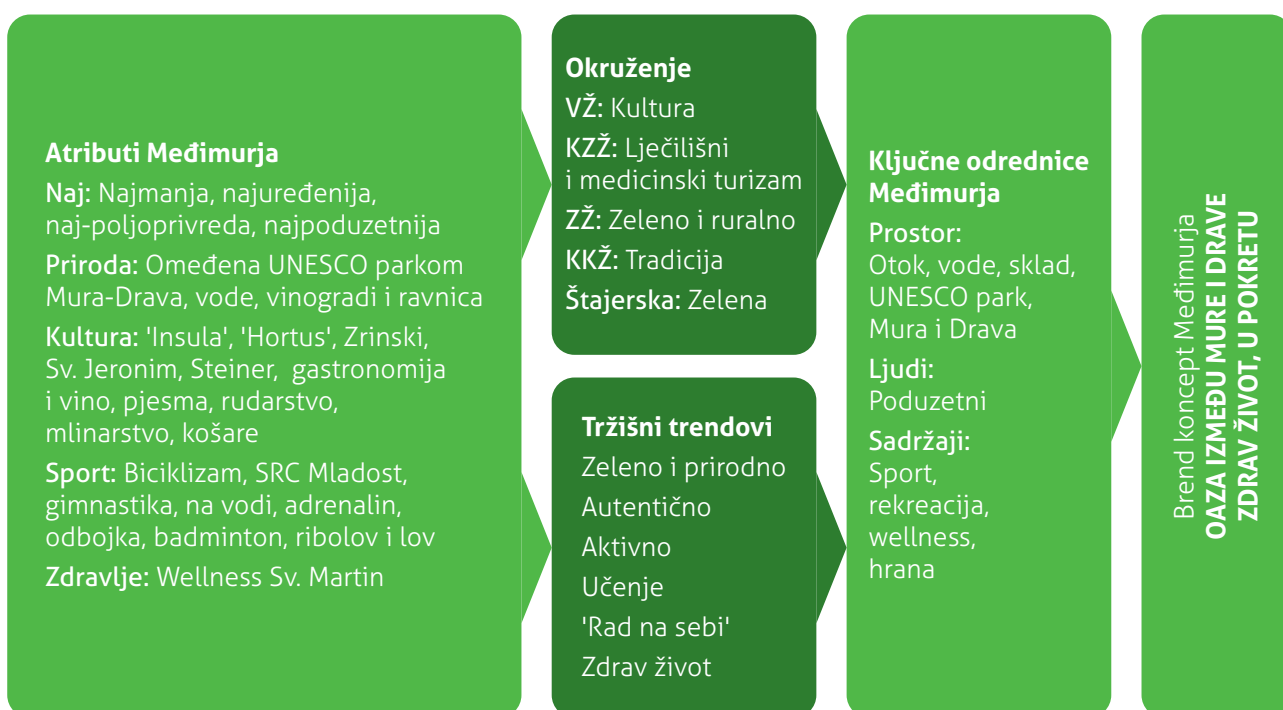 Atributi Međimurja
Naj: Najmanja, najuređenija,
naj-poljoprivreda, najpoduzetnija
Priroda: Omeđena UNESCO parkom
Mura-Drava, vode, vinogradi i ravnica
Kultura: 'Insula', 'Hortus', Zrinski,
Sv. Jeronim, Steiner, gastronomija
i vino, pjesma, rudarstvo,
mlinarstvo, košare
Sport: Biciklizam, SRC Mladost,
gimnastika, na vodi, adrenalin,
odbojka, badminton, ribolov i lov
Zdravlje: Wellness Sv. Martin
Okruženje
VŽ: Kultura
KZŽ: Lječilišni
i medicinski turizam
ZŽ: Zeleno i ruralno
KKŽ: Tradicija
Štajerska: Zelena
Tržišni trendovi
Zeleno i prirodno
Autentično
Aktivno
Učenje
'Rad na sebi'
Zdrav život
Ključne odrednice
Međimurja
Prostor:
Otok, vode, sklad,
UNESCO park,
Mura i Drava
Ljudi:
Poduzetni
Sadržaji:
Sport,
rekreacija,
wellness,
hrana
Brend koncept Međimurja
OAZA IZMEĐU MURE I DRAVE
ZDRAV ŽIVOT, U POKRETU